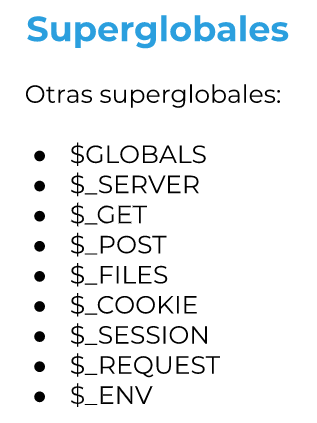 Superglobales
Otras superglobales:
● $GLOBALS
● $_SERVER
● $_GET
● $_POST
● $_FILES
● $_COOKIE
● $_SESSION
● $_REQUEST
● $_ENV